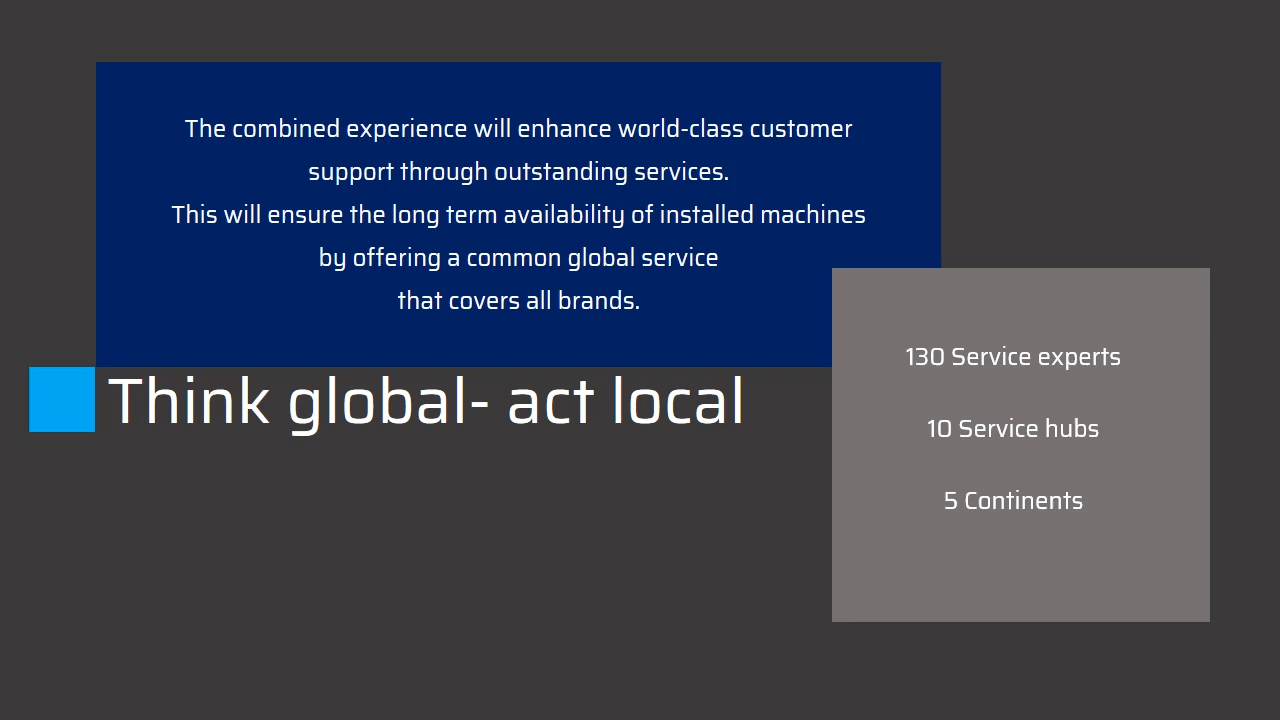 The combined experience will enhance world-class customer
support through outstanding services.
This will ensure the long term availability of installed machines
by offering a common global service
that covers all brands.
Think global- act local
130 Service experts
10 Service hubs
5 Continents